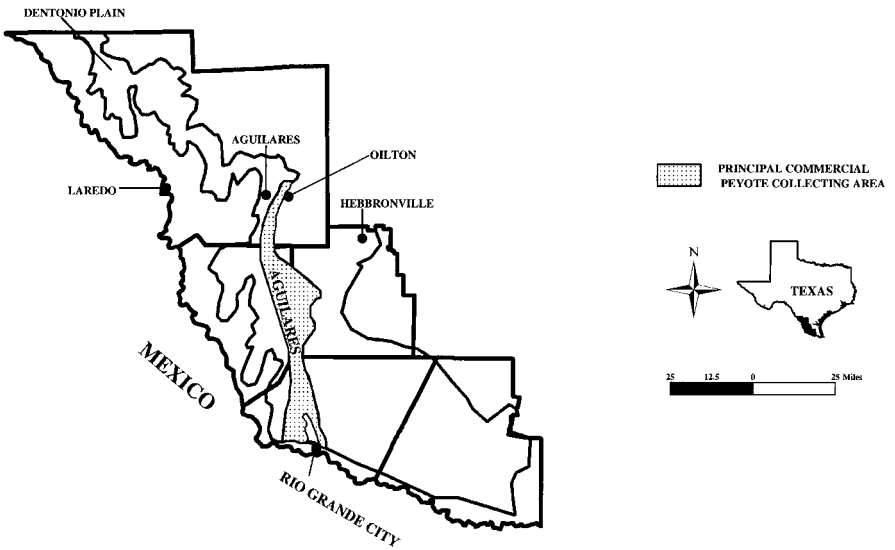 DENTONIO PLAIN
AGUILARES
OILTON
LAREDO
HEBBRONVILLE
AGUILARES
MEXICO
RIO GRANDE CITY
PRINCIPAL COMMERCIAL
PEYOTE COLLECTING AREA
N
TEXAS
25 12.5 0 25 Miles